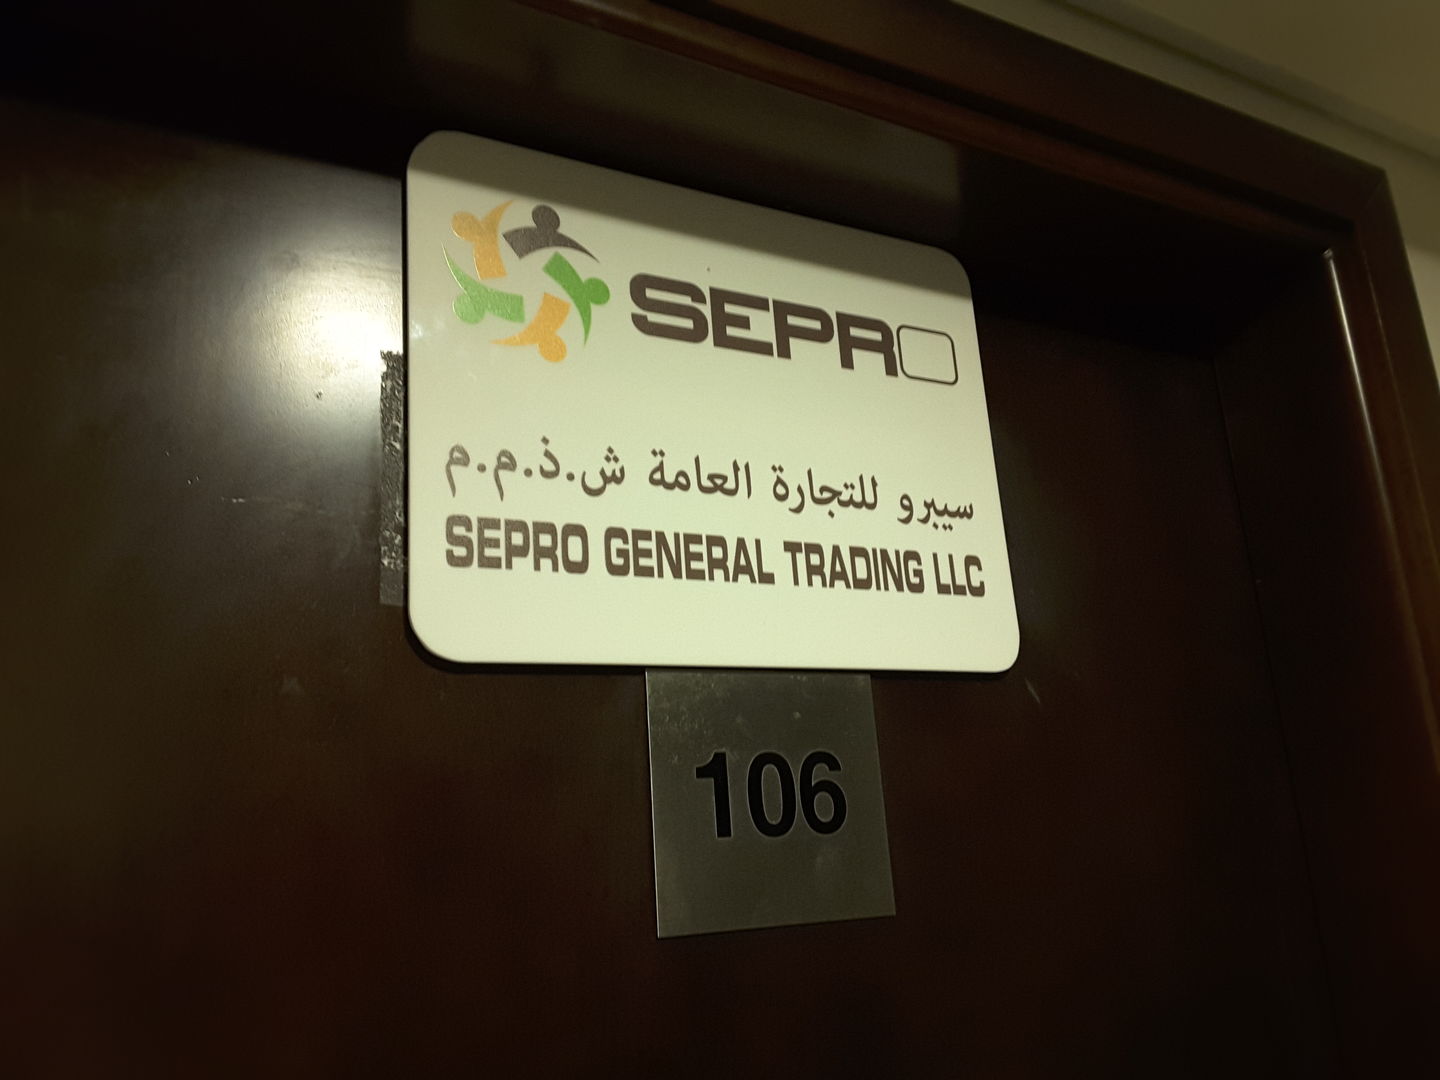 SEPRO
سيبرو للتجارة العامة ش.ذ.م.م
SEPRO GENERAL TRADING LLC
106